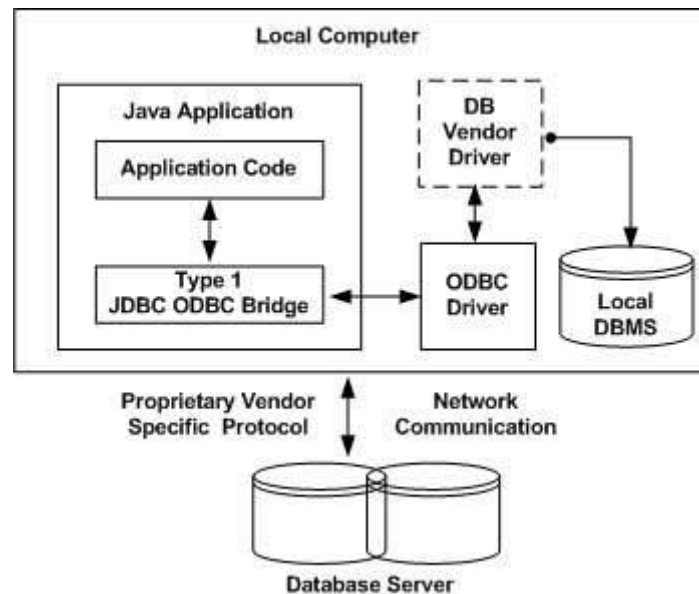 Local Computer
Java Application
Application Code
Type 1
JDBC ODBC Bridge
DB
Vendor
Driver
ODBC
Driver
Local
DBMS
Proprietary Vendor
Specific Protocol
Network
Communication
Database Server